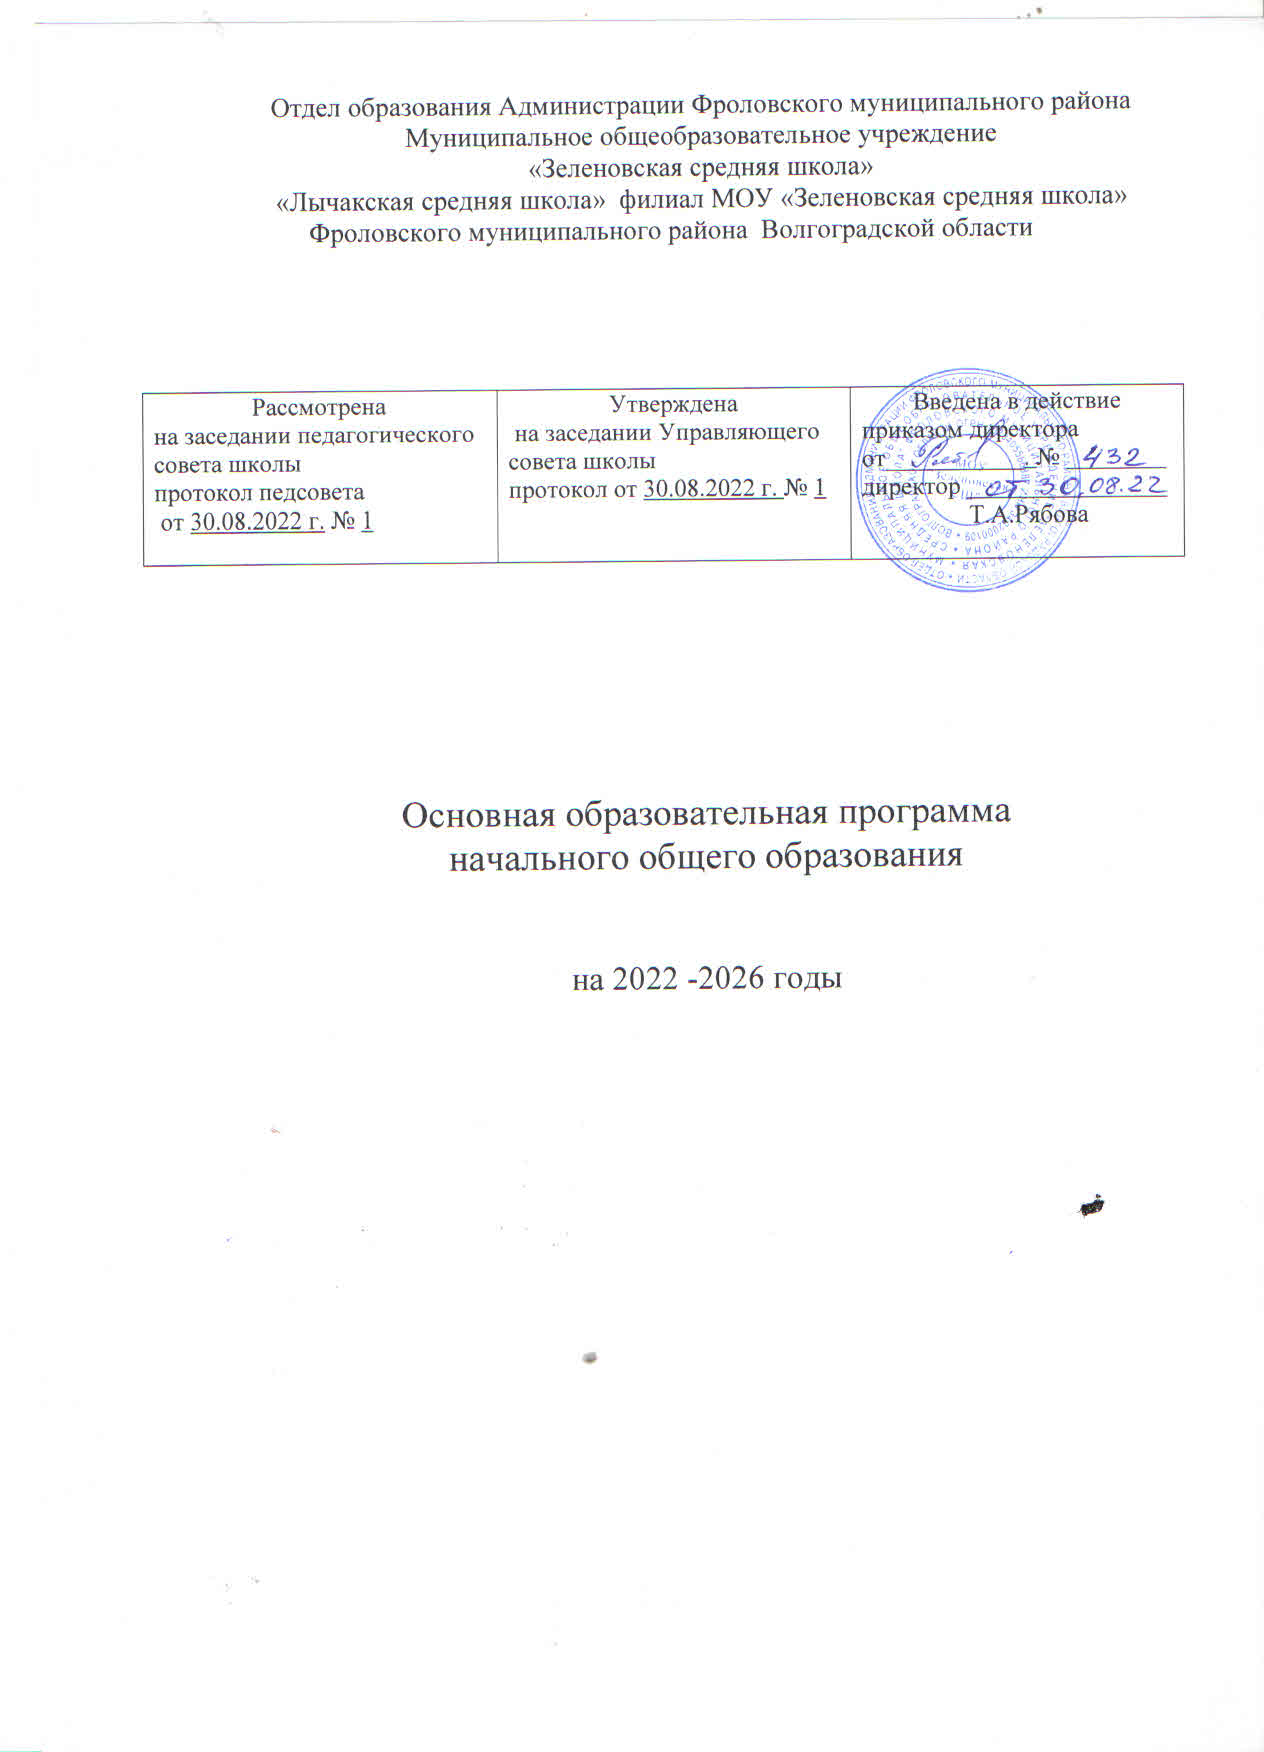 Отдел образования Администрации Фроловского муниципального района
Муниципальное общеобразовательное учреждение
«Зеленовская средняя школа»
«Лычакская средняя школа» филиал МОУ «Зеленовская средняя школа»
Фроловского муниципального района Волгоградской области
Рассмотрена
на заседании педагогического
совета школы
протокол педсовета
от 30.08.2022 г. № 1
Утверждена
на заседании Управляющего
совета школы
протокол от 30.08.2022 г. № 1
Введена в действие
приказом директора
от № 432
директор от 30.08.22
Т.А.Рябова
Основная образовательная программа
начального общего образования
на 2022 -2026 годы